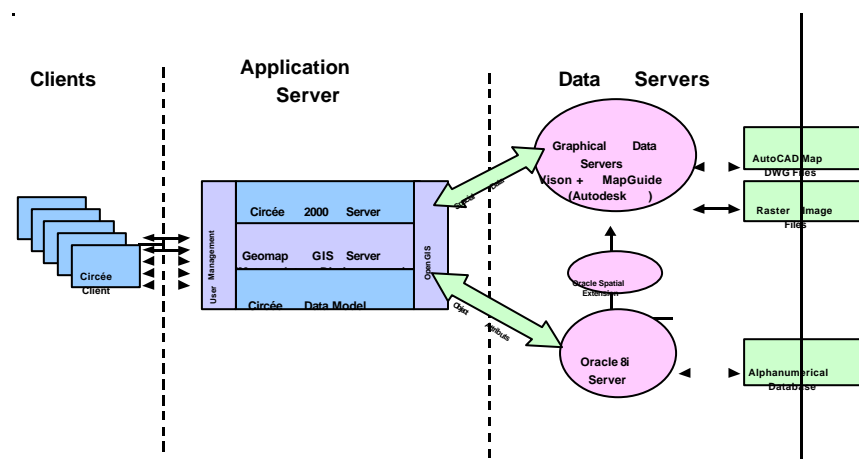 Clients
Application
Server
Data Servers
Graphical Data
Servers
Vison + MapGuide
(Autodesk )
AutoCAD Map
DWG Files
Raster Image
Files
Circée 2000 Server
Geomap GIS Server
Circée Data Model
User Management
OpenGIS
Circée
Client
Oracle Spatial
Extension
Object Attributs
Oracle 8i
Server
Alphanumerical
Database